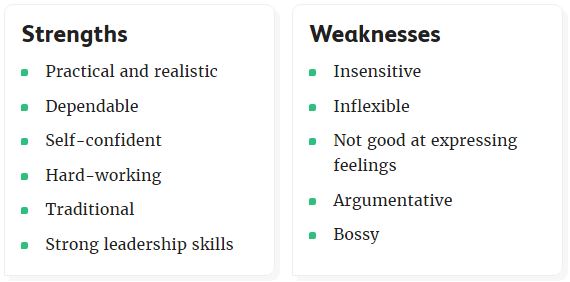 Strengths
Practical and realistic
Dependable
Self-confident
Hard-working
Traditional
Strong leadership skills
Weaknesses
Insensitive
Inflexible
Not good at expressing
feelings
Argumentative
Bossy